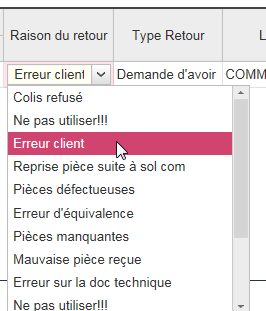 Raison du retour Type Retour L
Erreur client Demande d'avoir COMM
Colis refusé
Ne pas utiliser!!!
Erreur client
Reprise pièce suite à sol com
Pièces défectueuses
Erreur d'équivalence
Pièces manquantes
Mauvaise pièce reçue
Erreur sur la doc technique
Ne pas utiliser!!!